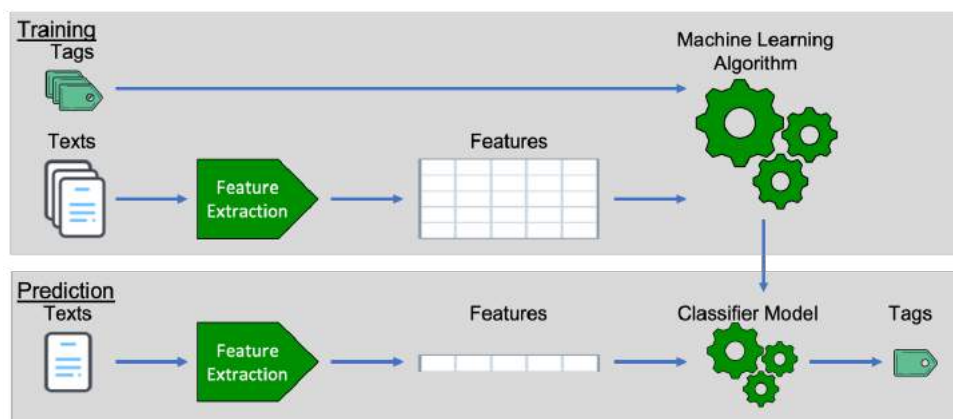 Training
Tags
Machine Learning
Algorithm
Texts
Features
Feature
Extraction
Prediction
Texts
Features
Classifier Model
Tags
Feature
Extraction